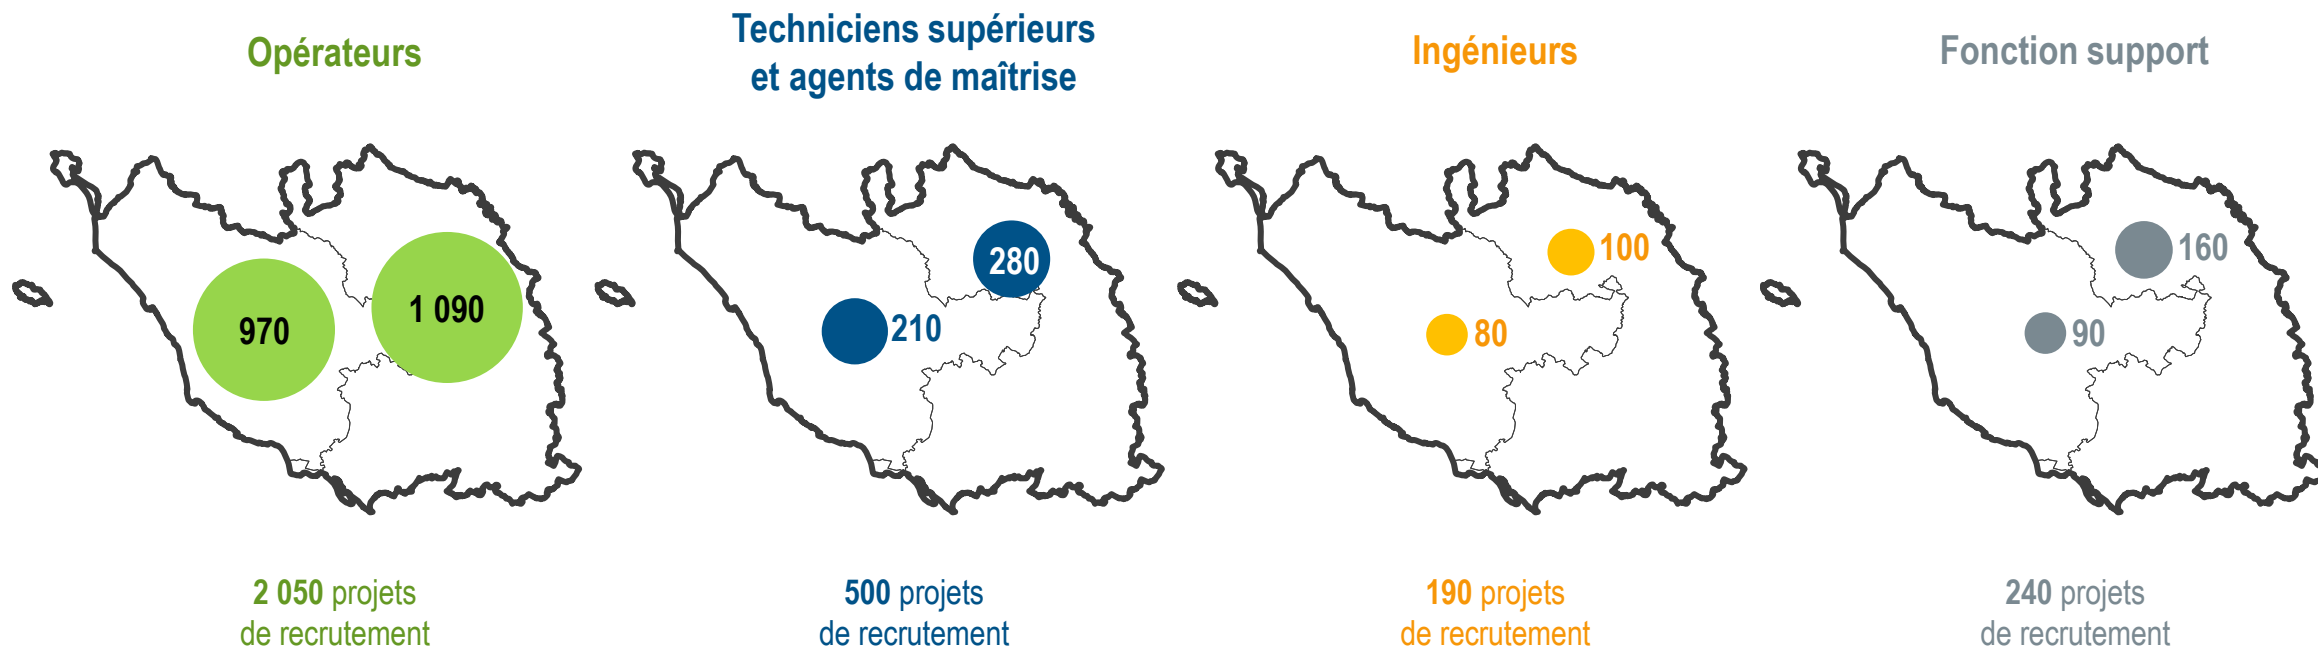 Opérateurs
Techniciens supérieurs
et agents de maîtrise
Ingénieurs
Fonction support
970
1 090
280
210
100
80
160
90
2 050 projets
de recrutement
500 projets
de recrutement
190 projets
de recrutement
240 projets
de recrutement